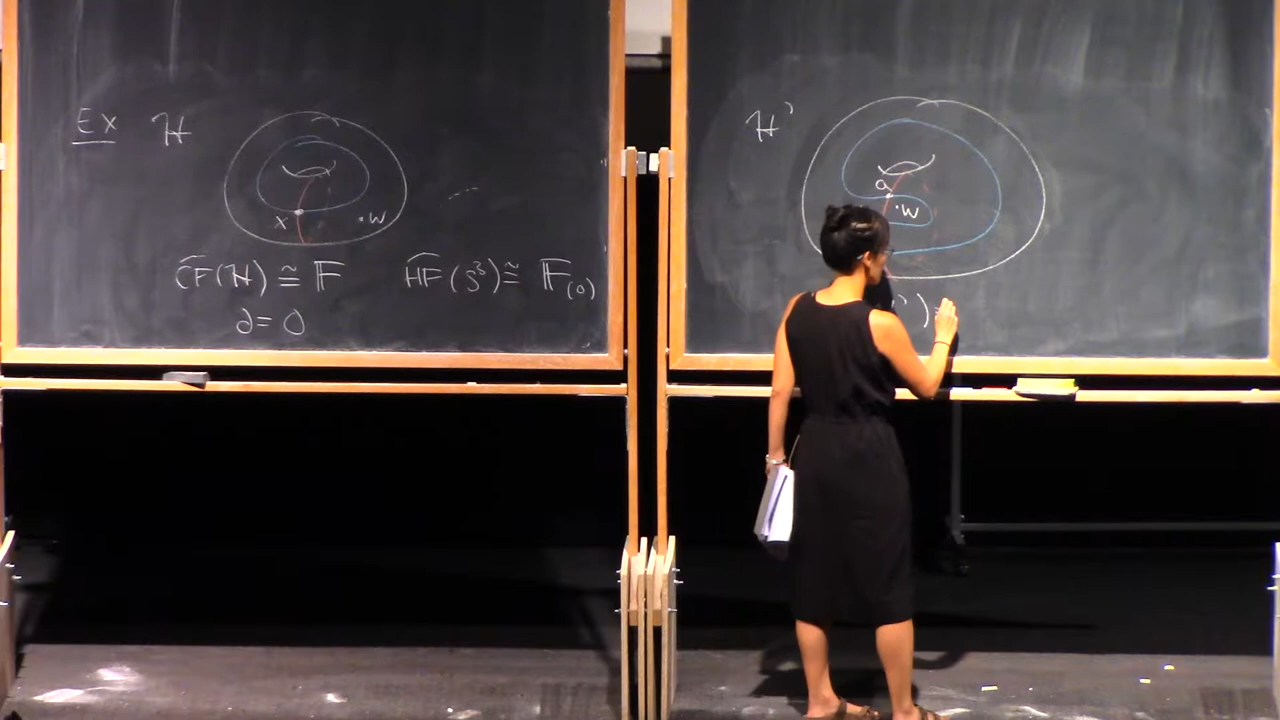 Ex ℋ
x
·w
ĈF(ℋ) ≅ 𝔽 ĤF(S³) ≅ 𝔽₍₀₎
∂ = 0
ℋ'
a
·w
' ) ≅